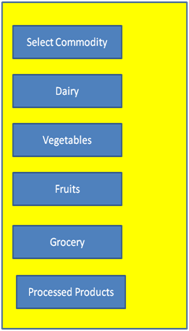 Select Commodity
Dairy
Vegetables
Fruits
Grocery
Processed Products